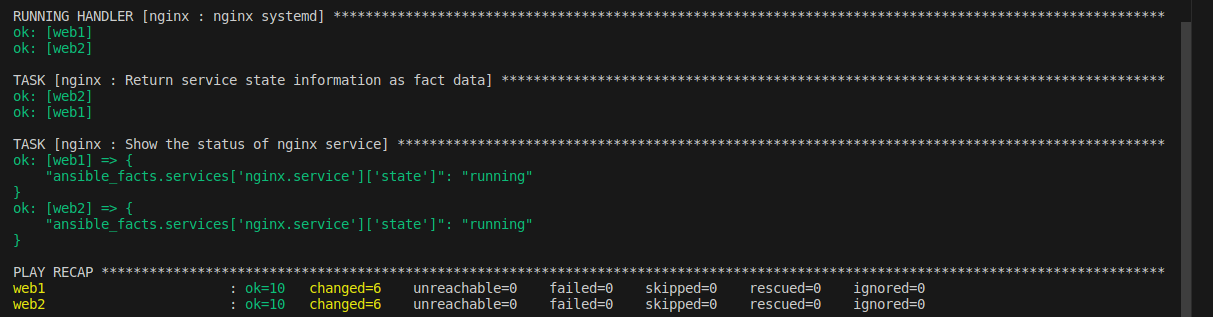 RUNNING HANDLER [nginx : nginx systemd] ********************************************************************************************************
ok: [web1]
ok: [web2]
TASK [nginx : Return service state information as fact data] ***********************************************************************************
ok: [web2]
ok: [web1]
TASK [nginx : Show the status of nginx service] ************************************************************************************************
ok: [web1] => {
    "ansible_facts.services['nginx.service']['state']": "running"
}
ok: [web2] => {
    "ansible_facts.services['nginx.service']['state']": "running"
}
PLAY RECAP *************************************************************************************************************************************
web1                       : ok=10   changed=6    unreachable=0    failed=0    skipped=0    rescued=0    ignored=0
web2                       : ok=10   changed=6    unreachable=0    failed=0    skipped=0    rescued=0    ignored=0